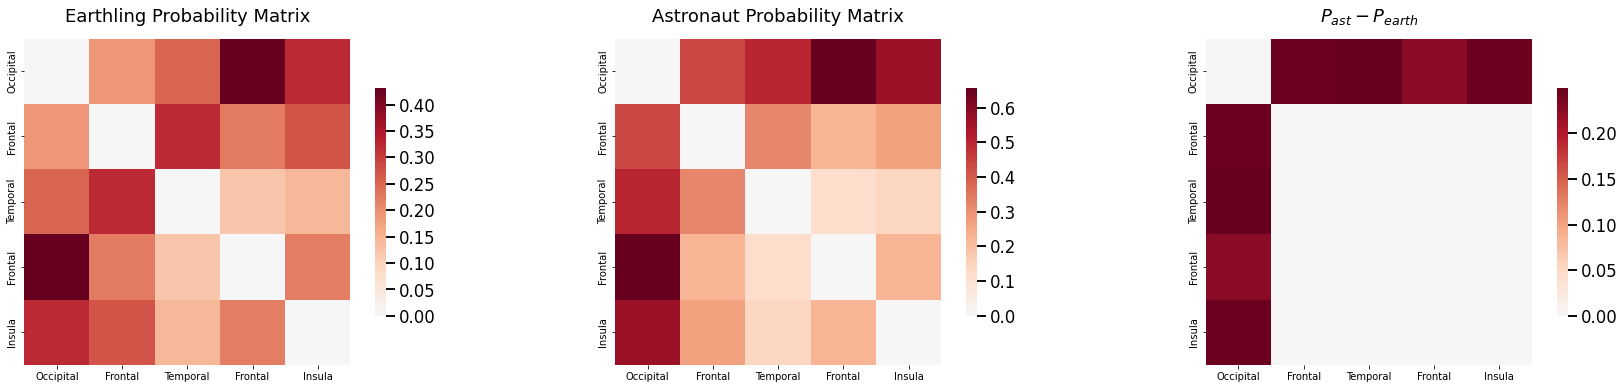 Earthling Probability Matrix
Occipital
Frontal
Temporal
Frontal
Insula
Occipital Frontal Temporal Frontal Insula
0.40
0.35
0.30
0.25
0.20
0.15
0.10
0.05
0.00
Astronaut Probability Matrix
Occipital
Frontal
Temporal
Frontal
Insula
Occipital Frontal Temporal Frontal Insula
0.6
0.5
0.4
0.3
0.2
0.1
0.0
P_ast − P_earth
Occipital
Frontal
Temporal
Frontal
Insula
Occipital Frontal Temporal Frontal Insula
0.20
0.15
0.10
0.05
0.00